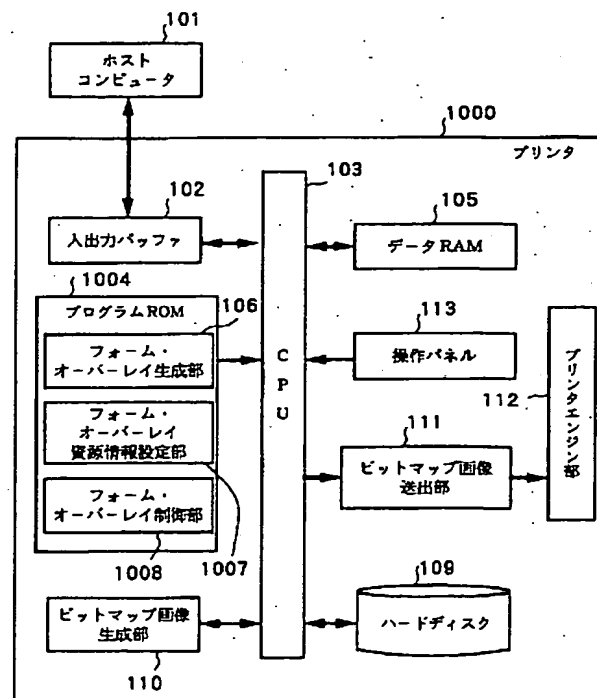 101
ホスト
コンピュータ
1000
プリンタ
102
103
入出力バッファ
105
データRAM
1004
プログラムROM
106
フォーム・
オーバーレイ生成部
フォーム・
オーバーレイ
資源情報設定部
フォーム・
オーバーレイ制御部
1008
1007
CPU
113
操作パネル
111
ビットマップ画像
送出部
112
プリンタエンジン部
ビットマップ画像
生成部
110
109
ハードディスク